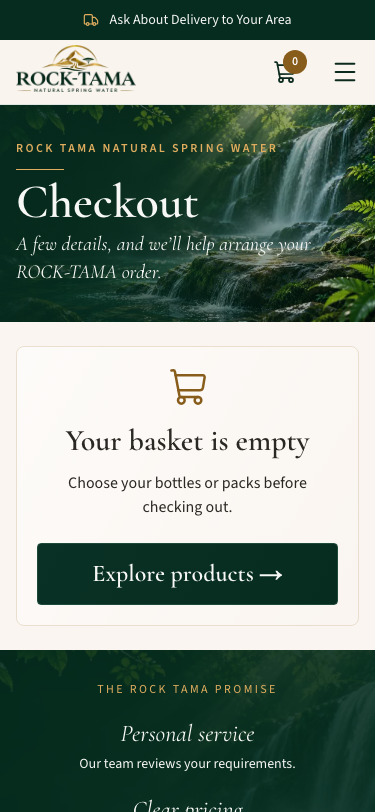 Ask About Delivery to Your Area
ROCK-TAMA
NATURAL SPRING WATER
0
ROCK TAMA NATURAL SPRING WATER
Checkout
A few details, and we’ll help arrange your
ROCK-TAMA order.
Your basket is empty
Choose your bottles or packs before
checking out.
Explore products →
THE ROCK TAMA PROMISE
Personal service
Our team reviews your requirements.
Clear pricing